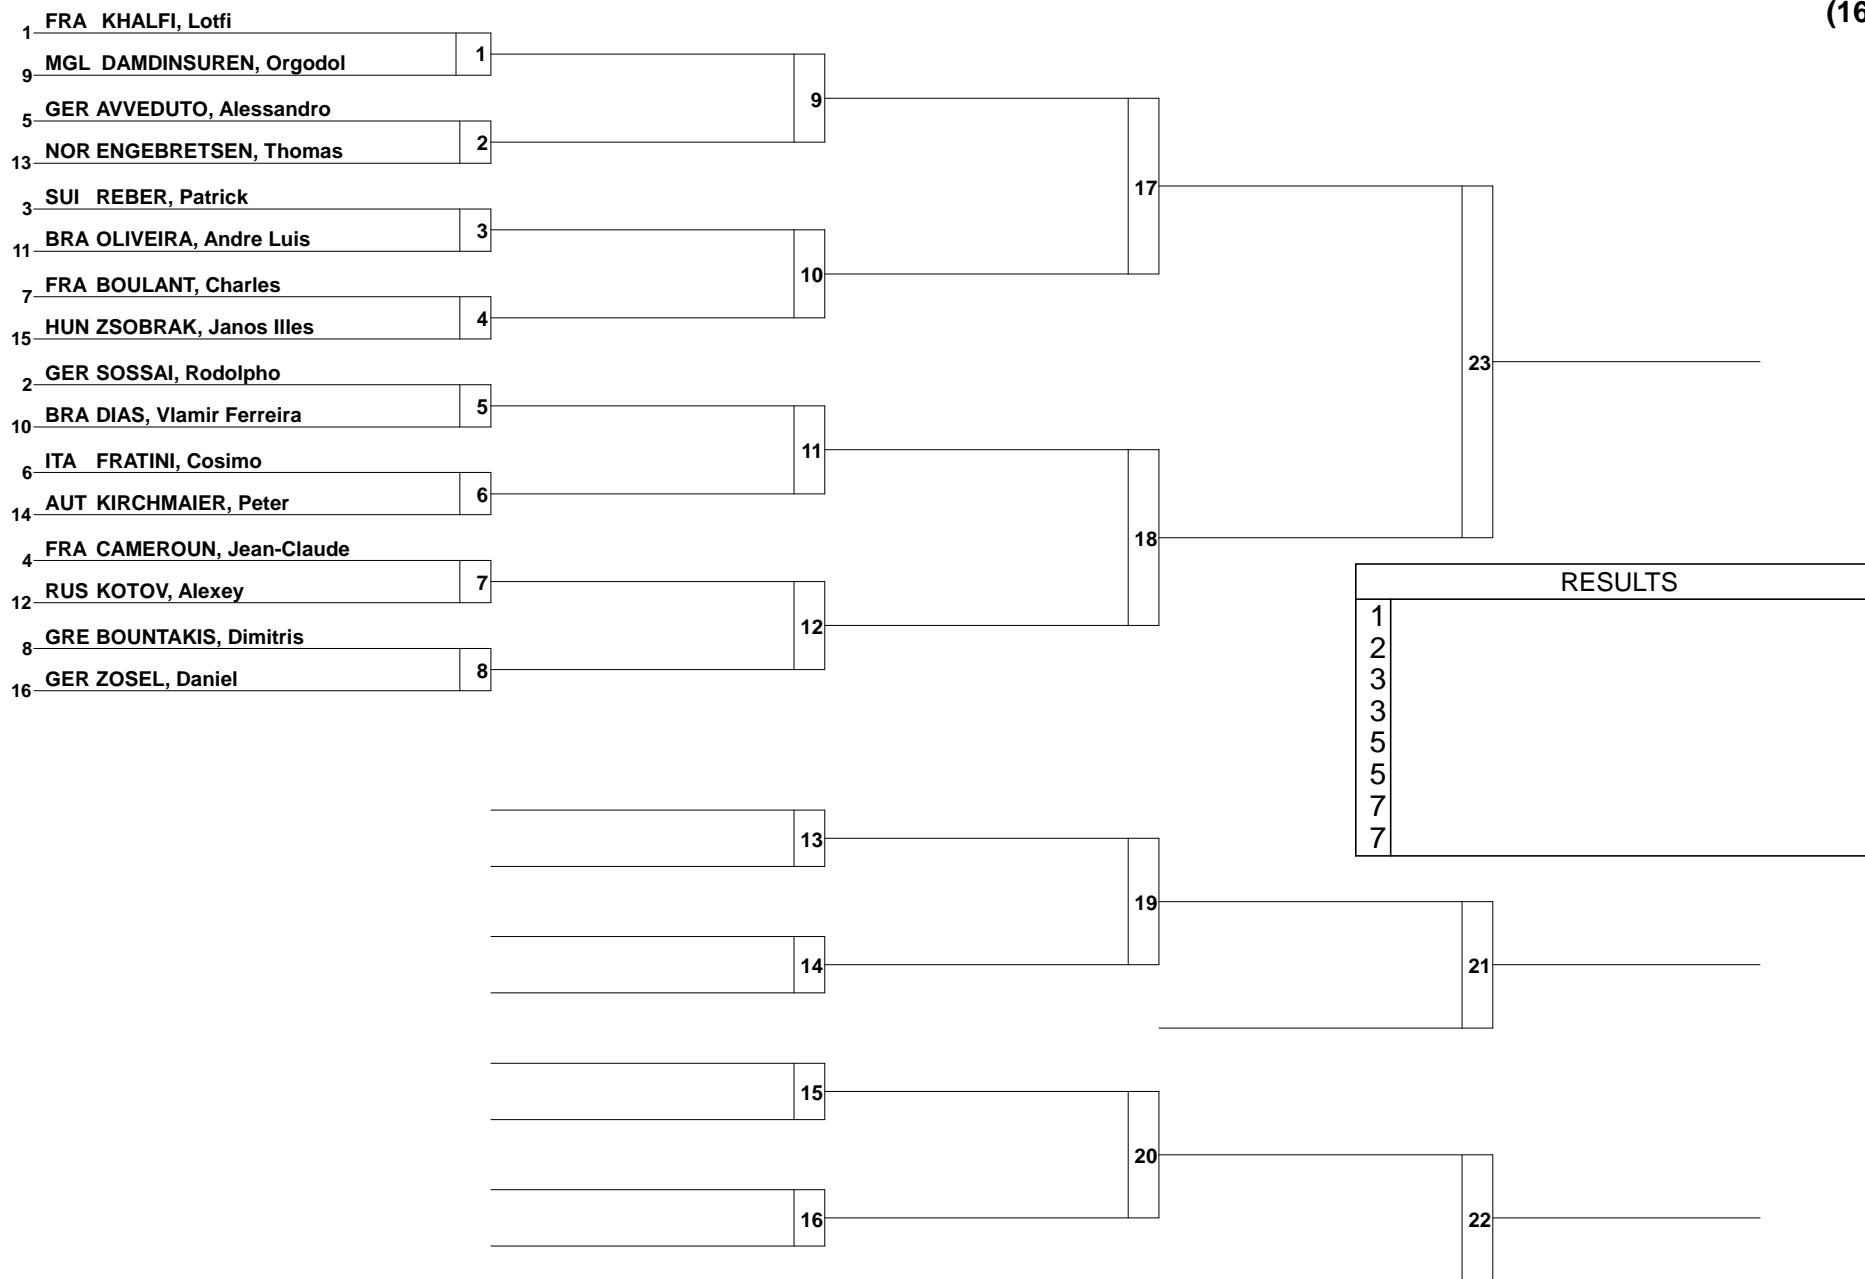 (16
1 FRA KHALFI, Lotfi
1
9 MGL DAMDINSUREN, Orgodol
9
5 GER AVVEDUTO, Alessandro
2
13 NOR ENGEBRETSEN, Thomas
17
3 SUI REBER, Patrick
3
11 BRA OLIVEIRA, Andre Luis
10
7 FRA BOULANT, Charles
4
15 HUN ZSOBRAK, Janos Illes
23
2 GER SOSSAI, Rodolpho
5
10 BRA DIAS, Vlamir Ferreira
11
6 ITA FRATINI, Cosimo
6
14 AUT KIRCHMAIER, Peter
18
4 FRA CAMEROUN, Jean-Claude
7
12 RUS KOTOV, Alexey
12
8 GRE BOUNTAKIS, Dimitris
8
16 GER ZOSEL, Daniel
RESULTS
1
2
3
3
5
5
7
7
13
19
14
21
15
20
16
22